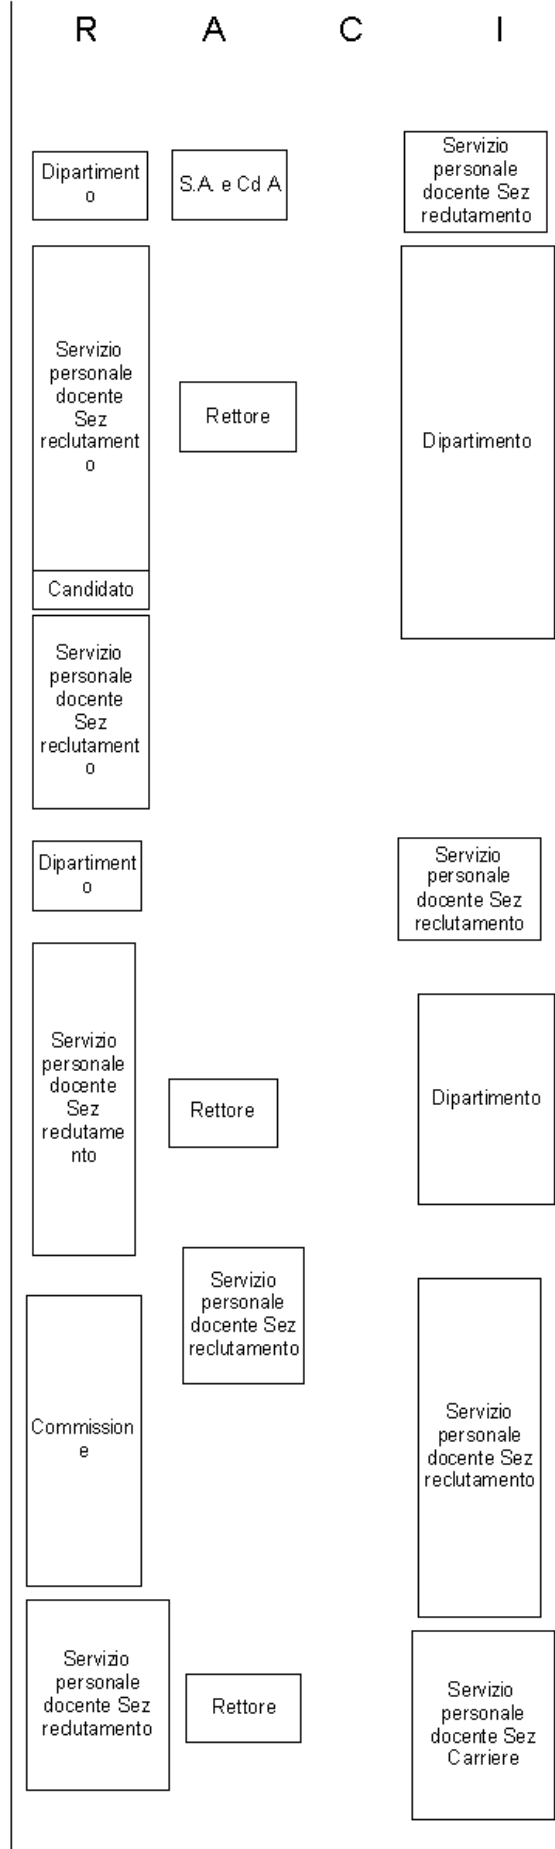 R A C I
Dipartiment
o
S.A. e Cd A
Servizio
personale
docente Sez
reclutamento
Servizio
personale
docente
Sez
reclutament
o
Rettore
Dipartimento
Candidato
Servizio
personale
docente
Sez
reclutament
o
Dipartiment
o
Servizio
personale
docente Sez
reclutamento
Servizio
personale
docente
Sez
reclutame
nto
Rettore
Dipartimento
Servizio
personale
docente Sez
reclutamento
Commission
e
Servizio
personale
docente Sez
reclutamento
Servizio
personale
docente Sez
reclutamento
Rettore
Servizio
personale
docente Sez
Carriere